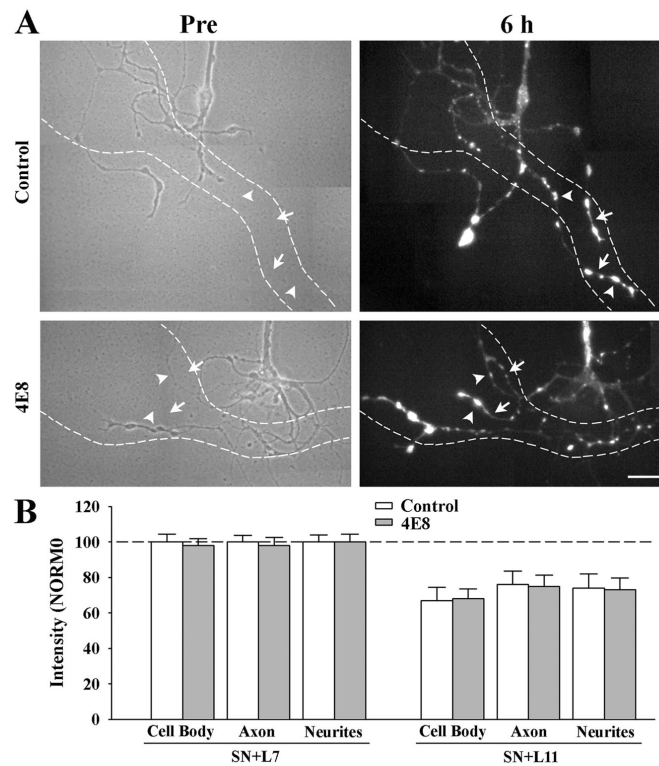 A
Pre
6 h
Control
4E8
B
Control
4E8
Intensity (NORM0
120
100
80
60
40
20
0
Cell Body Axon Neurites Cell Body Axon Neurites
SN+L7 SN+L11